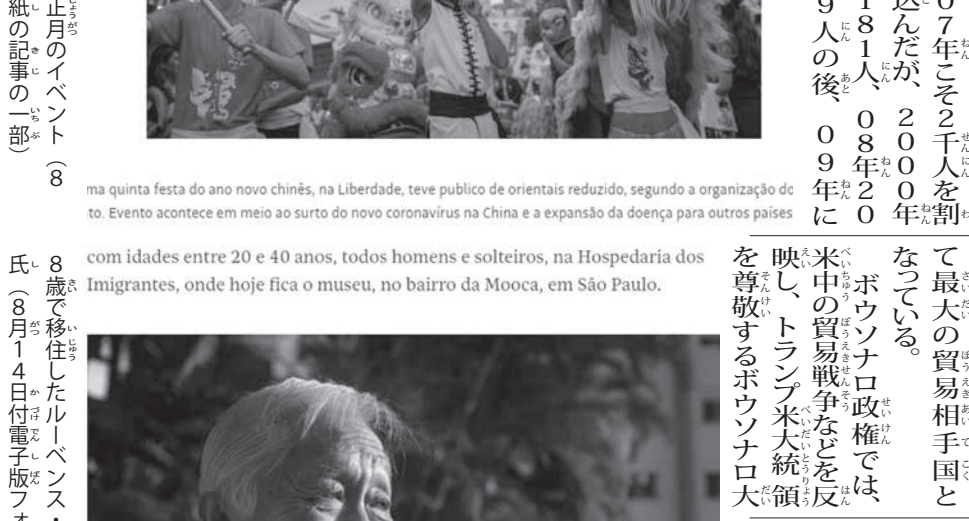 07年こそ2千人を割
込んだが、2000年
181人、08年20
9人の後、09年に
て最大の貿易相手国と
なっている。
ボウソナロ政権では、
米中の貿易戦争などを反
映し、トランプ米大統領
を尊敬するボウソナロ大
ma quinta festa do ano novo chinês, na Liberdade, teve publico de orientais reduzido, segundo a organização do
to. Evento acontece em meio ao surto do novo coronavírus na China e a expansão da doença para outros países
com idades entre 20 e 40 anos, todos homens e solteiros, na Hospedaria dos
Imigrantes, onde hoje fica o museu, no bairro da Mooca, em São Paulo.
正月のイベント（8
紙の記事の一部）
8歳で移住したルーベンス・
氏（8月14日付電子版フォ